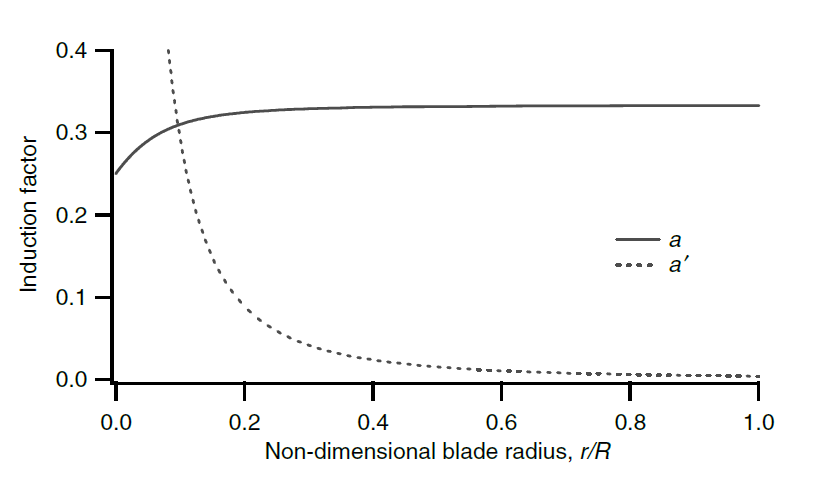 0.4
0.3
0.2
0.1
0.0
Induction factor
a
a′
0.0 0.2 0.4 0.6 0.8 1.0
Non-dimensional blade radius, r/R